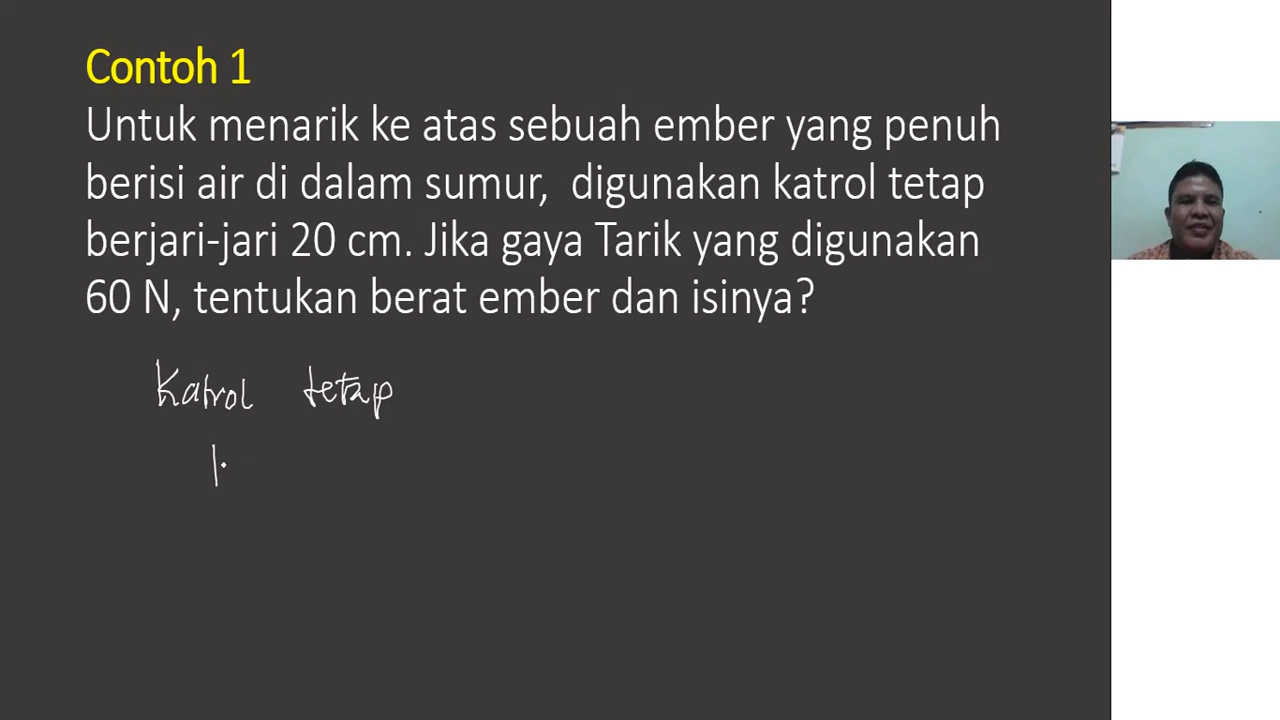 Contoh 1
Untuk menarik ke atas sebuah ember yang penuh
berisi air di dalam sumur, digunakan katrol tetap
berjari-jari 20 cm. Jika gaya Tarik yang digunakan
60 N, tentukan berat ember dan isinya?
Katrol tetap